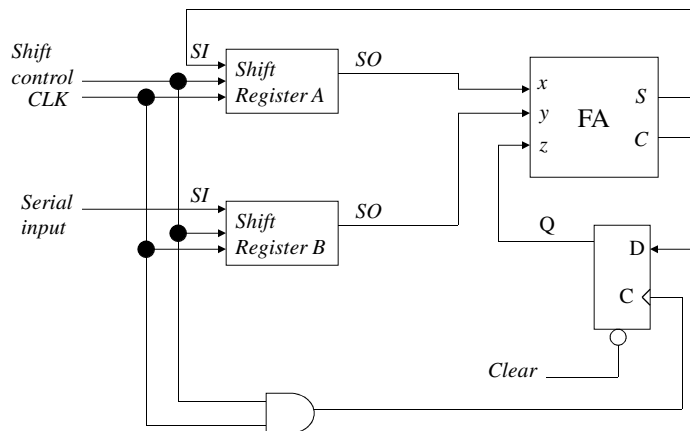 Shift
control
CLK
SI
Shift
Register A
SO
x
y
z
FA
S
C
Serial
input
SI
Shift
Register B
SO
Q
D
C
Clear